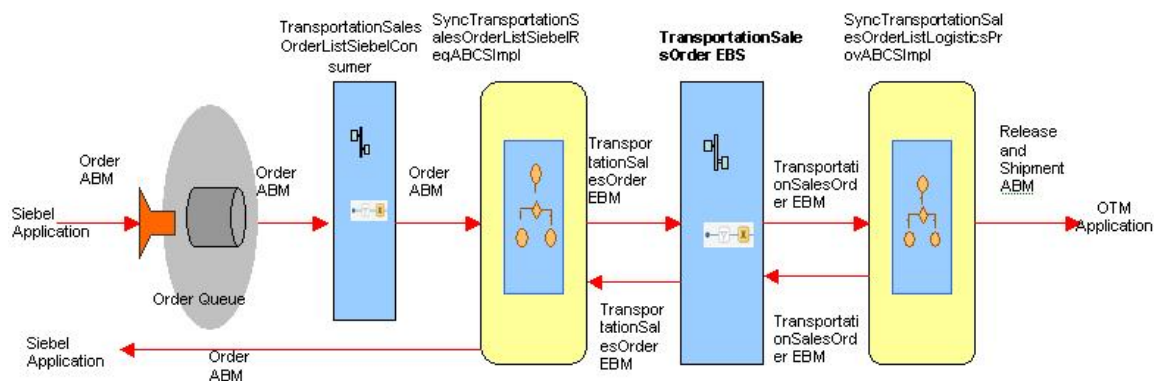 TransportationSales
OrderListSiebelCon
sumer
SyncTransportationS
alesOrderListSiebelR
eqABCSImpl
TransportationSale
sOrder EBS
SyncTransportationSal
esOrderListLogisticsPr
ovABCSImpl
Order
ABM
Order
ABM
Order
ABM
Transpor
tationSal
esOrder
EBM
Transportati
onSalesOrd
er EBM
Release
and
Shipment
ABM
Siebel
Application
OTM
Application
Order Queue
Transpor
tationSal
esOrder
EBM
Transportati
onSalesOrd
er EBM
Siebel
Application
Order
ABM